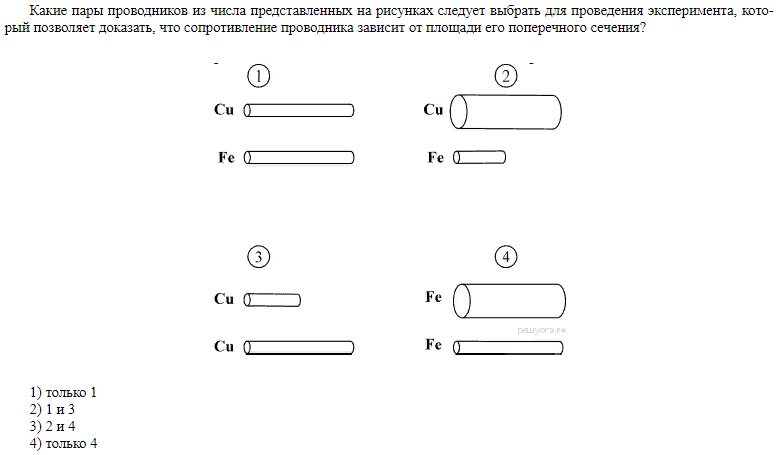 Какие пары проводников из числа представленных на рисунках следует выбрать для проведения эксперимента, кото-
рый позволяет доказать, что сопротивление проводника зависит от площади его поперечного сечения?
1 2
Cu Cu
Fe Fe
3 4
Cu Fe
решуогэ.рф
Cu Fe
1) только 1
2) 1 и 3
3) 2 и 4
4) только 4